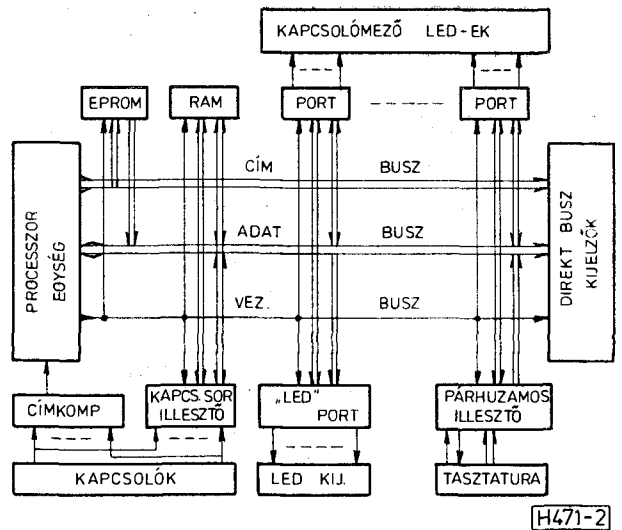 KAPCSOLÓMEZŐ LED-EK
EPROM
RAM
PORT
PORT
PROCESSZOR
EGYSÉG
CÍM BUSZ
ADAT BUSZ
VEZ. BUSZ
DIREKT BUSZ
KIJELZŐK
CÍMKOMP
KAPCS. SOR
ILLESZTŐ
„LED"
PORT
PÁRHUZAMOS
ILLESZTŐ
KAPCSOLÓK
LED KIJ.
TASZTATURA
H471-2